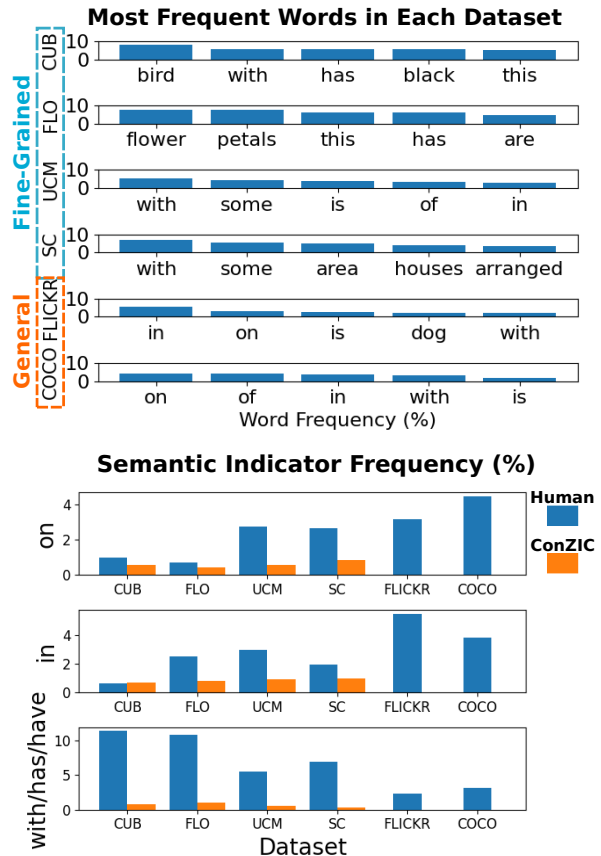 Most Frequent Words in Each Dataset
Fine-Grained
General
CUB
10
0
bird with has black this
FLO
10
0
flower petals this has are
UCM
10
0
with some is of in
SC
10
0
with some area houses arranged
FLICKR
10
0
in on is dog with
COCO
10
0
on of in with is
Word Frequency (%)
Semantic Indicator Frequency (%)
Human
ConZIC
on
4
2
0
CUB FLO UCM SC FLICKR COCO
in
4
2
0
CUB FLO UCM SC FLICKR COCO
with/has/have
10
5
0
CUB FLO UCM SC FLICKR COCO
Dataset